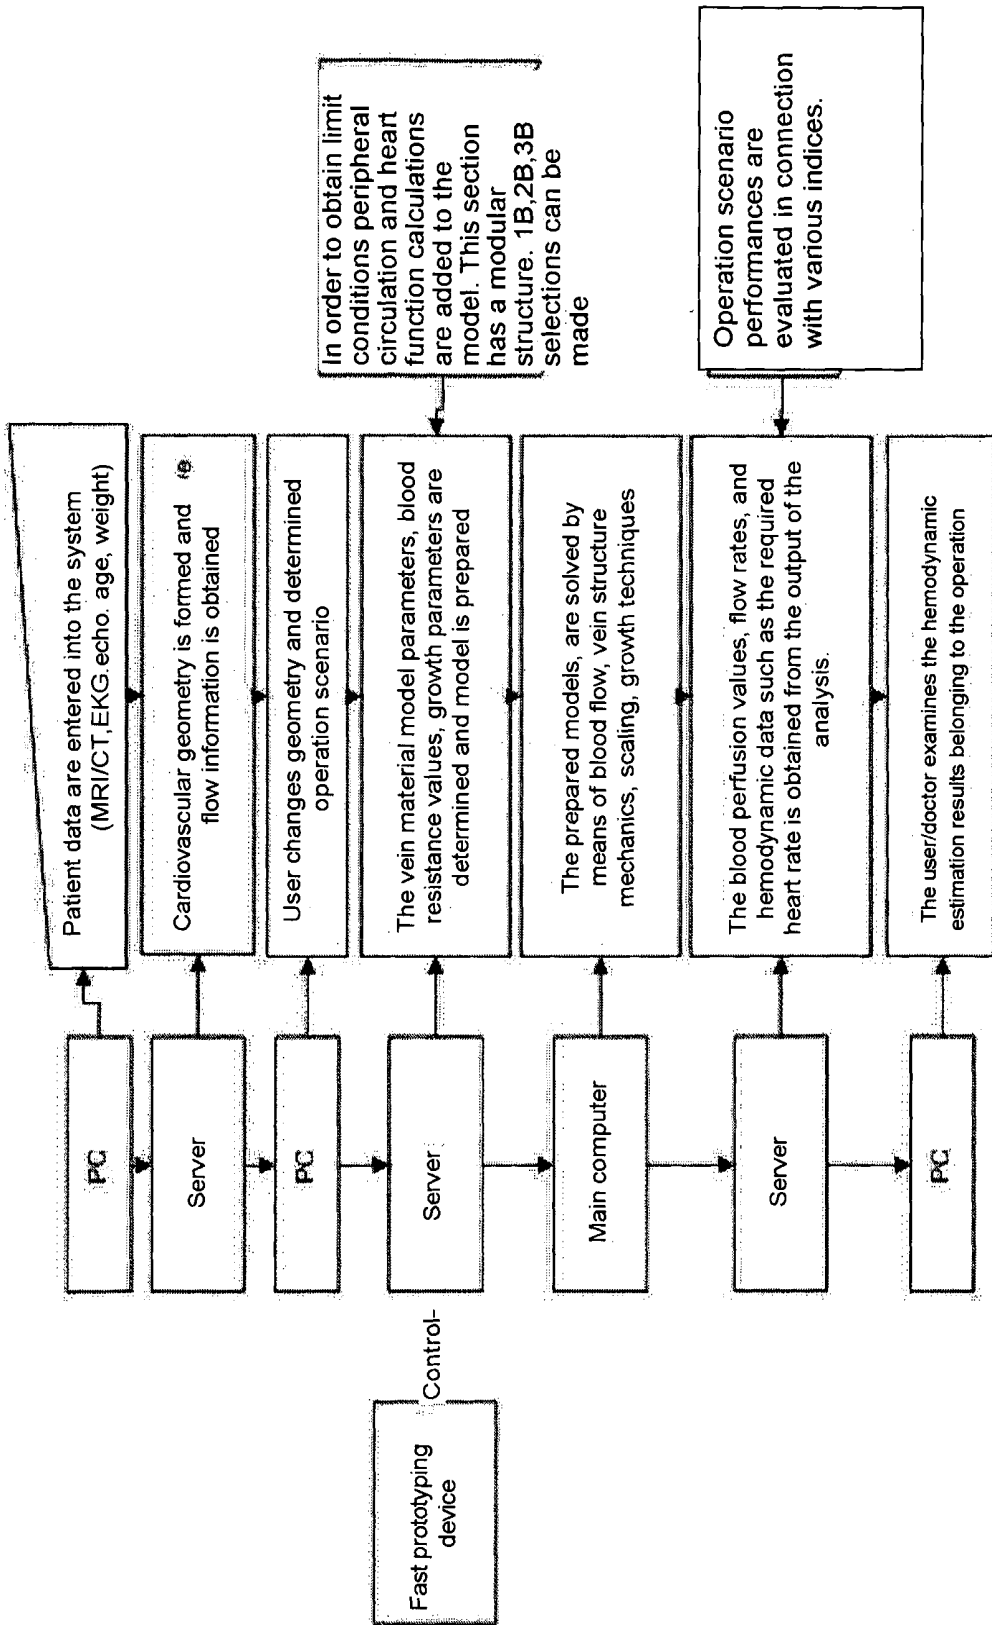 Patient data are entered into the system
(MRI/CT,EKG.echo. age, weight)
Cardiovascular geometry is formed and re
flow information is obtained
User changes geometry and determined
operation scenario
The vein material model parameters, blood
resistance values, growth parameters are
determined and model is prepared
The prepared models, are solved by
means of blood flow, vein structure
mechanics, scaling, growth techniques
The blood perfusion values, flow rates, and
hemodynamic data such as the required
heart rate is obtained from the output of the
analysis.
The user/doctor examines the hemodynamic
estimation results belonging to the operation
In order to obtain limit
conditions peripheral
circulation and heart
function calculations
are added to the
model. This section
has a modular
structure. 1B,2B,3B
selections can be
made
Operation scenario
performances are
evaluated in connection
with various indices.
PC
Server
PC
Server
Main computer
Server
PC
Control-
Fast prototyping
device